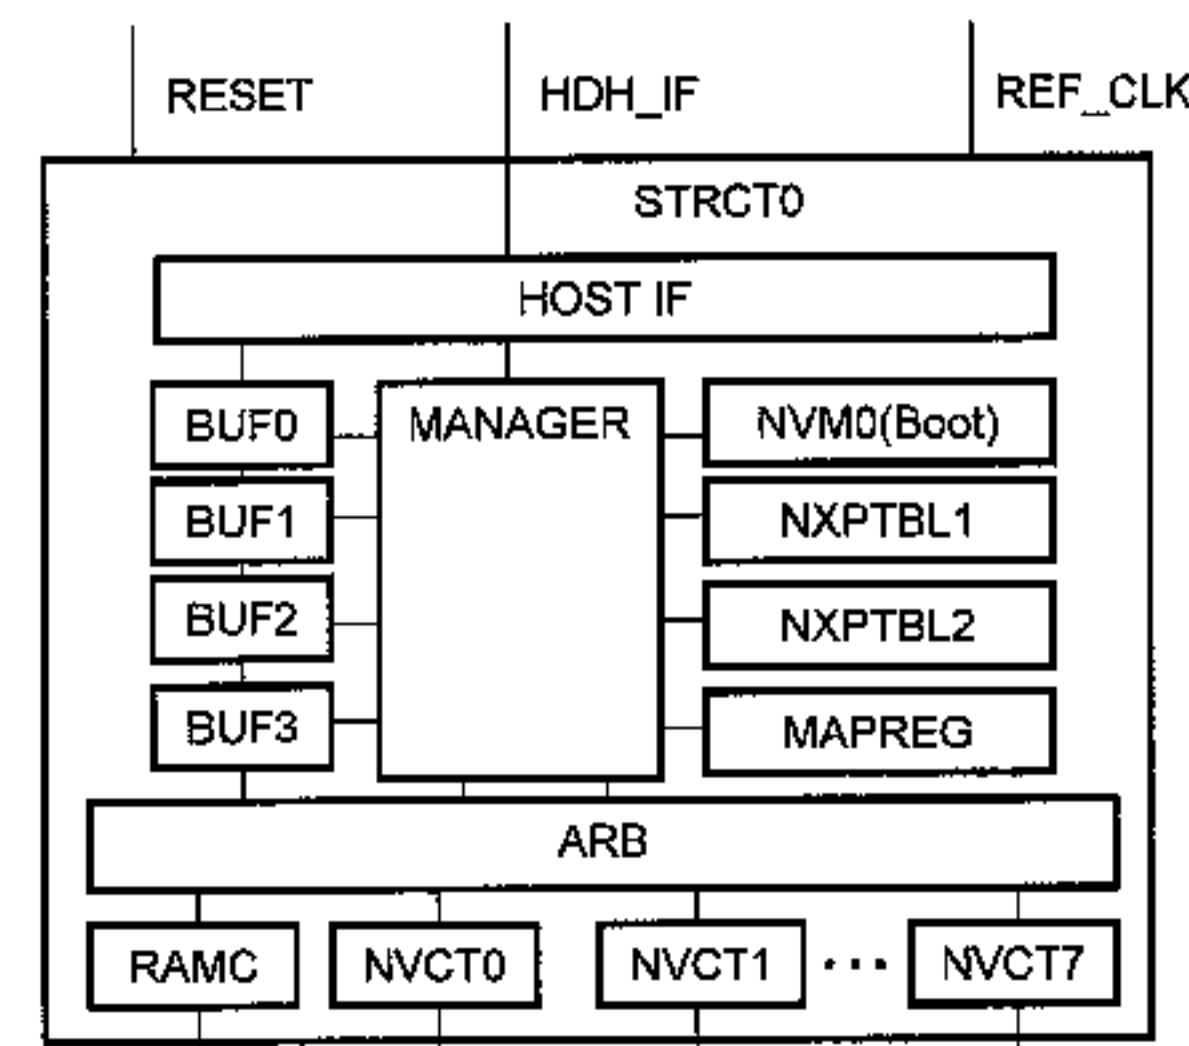 RESET HDH_IF REF_CLK
STRCT0
HOST IF
BUF0 MANAGER NVM0(Boot)
BUF1 NXPTBL1
BUF2 NXPTBL2
BUF3 MAPREG
ARB
RAMC NVCT0 NVCT1 ••• NVCT7